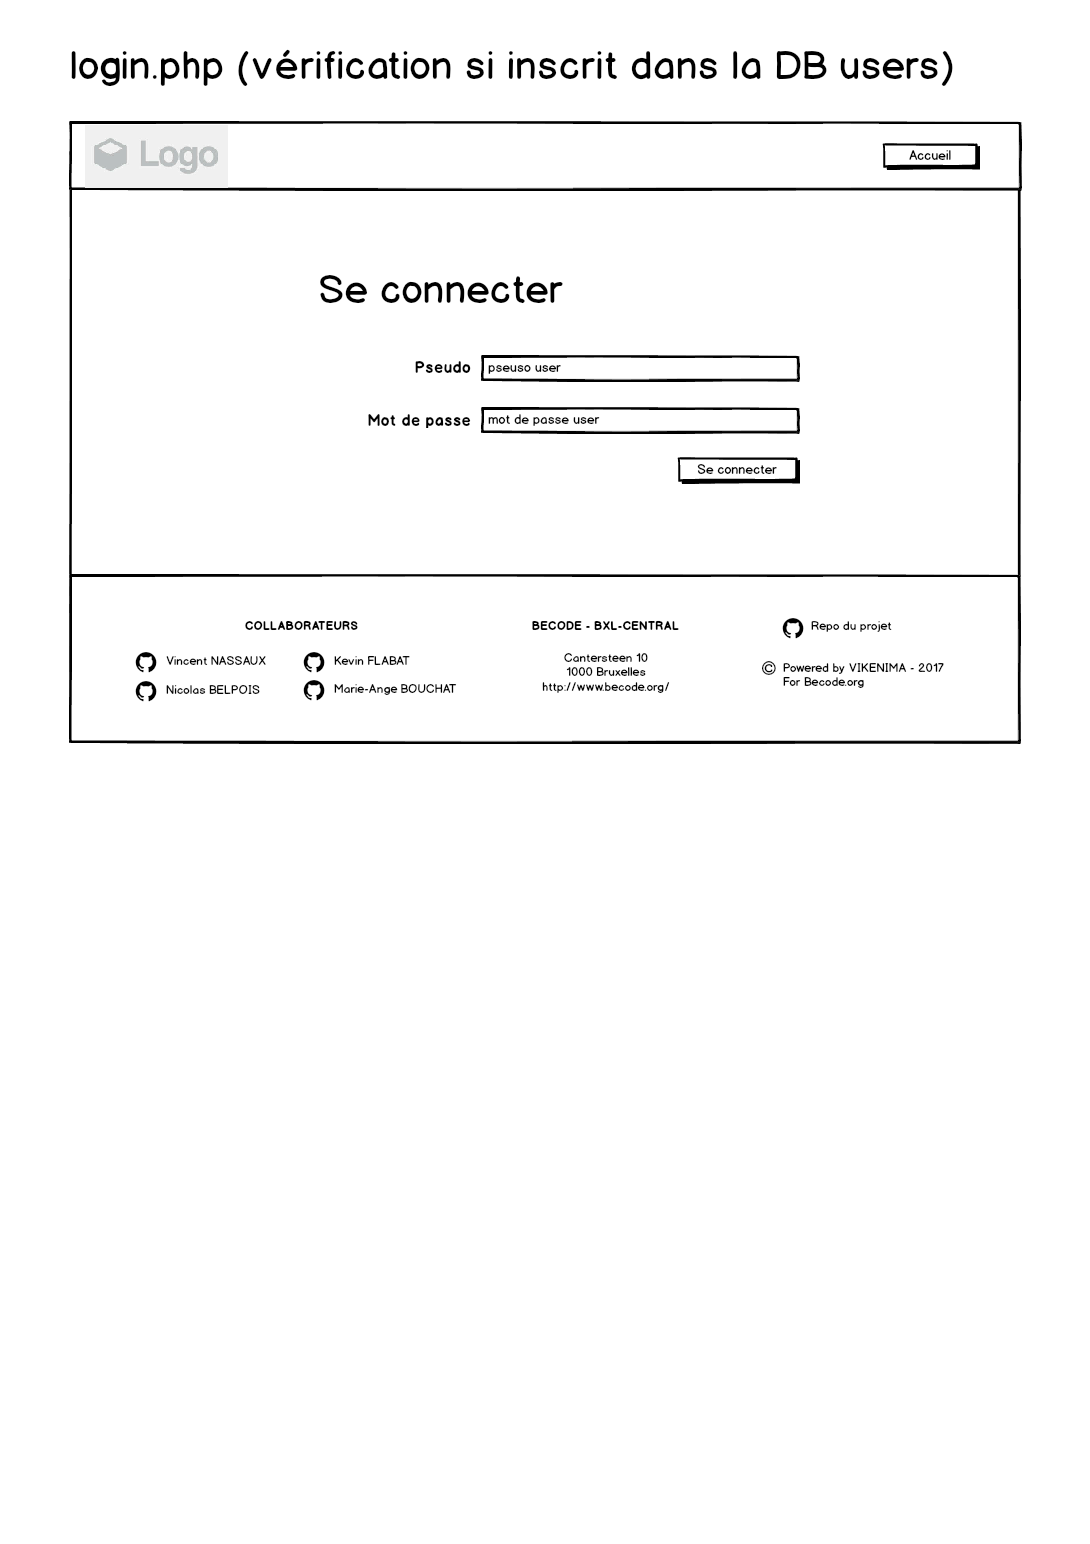 login.php (vérification si inscrit dans la DB users)
Logo
Accueil
Se connecter
Pseudo pseuso user
Mot de passe mot de passe user
Se connecter
COLLABORATEURS
Vincent NASSAUX
Kevin FLABAT
Nicolas BELPOIS
Marie-Ange BOUCHAT
BECODE - BXL-CENTRAL
Cantersteen 10
1000 Bruxelles
http://www.becode.org/
Repo du projet
© Powered by VIKENIMA - 2017
For Becode.org